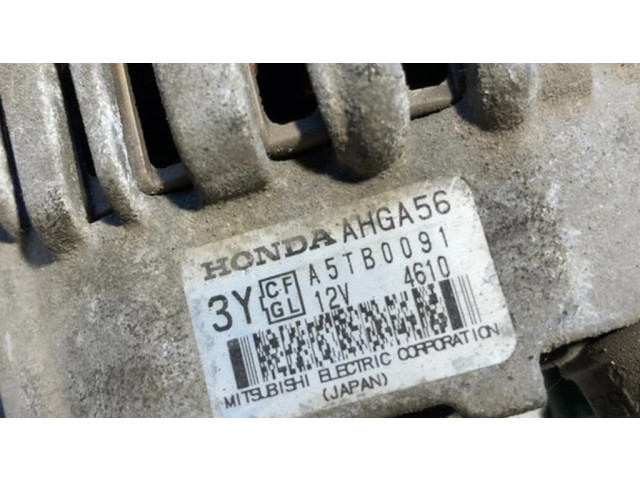 HONDA AHGA56
3Y CF GL A5TB0091
12V 4610
MITSUBISHI ELECTRIC CORPORATION
(JAPAN)